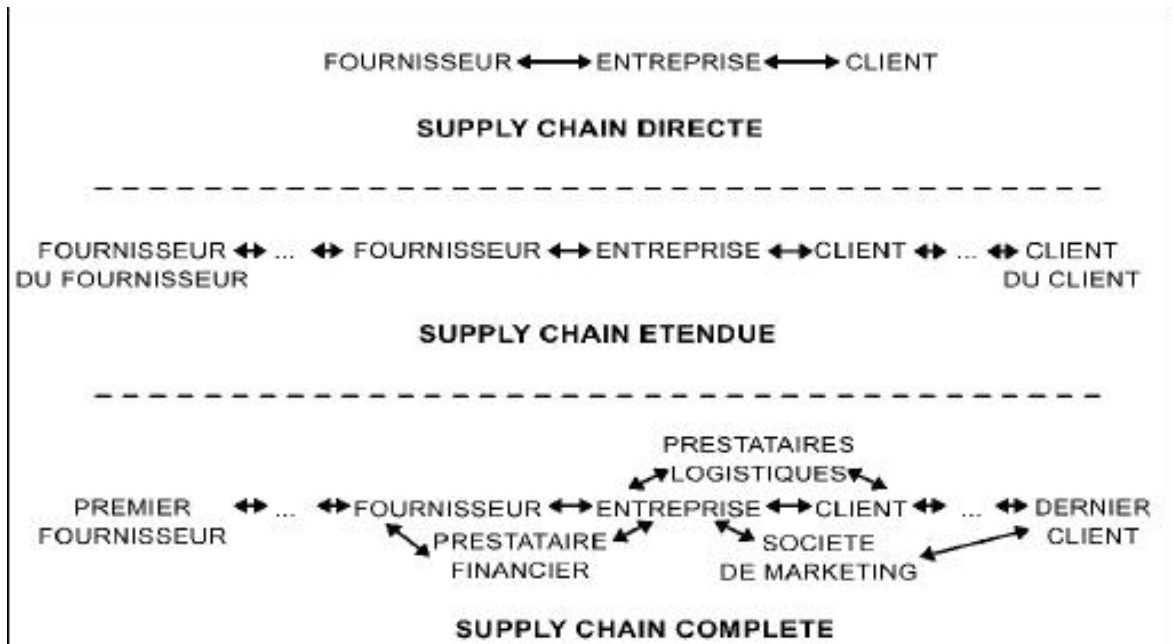 FOURNISSEUR ENTREPRISE CLIENT
SUPPLY CHAIN DIRECTE
FOURNISSEUR ... FOURNISSEUR ENTREPRISE CLIENT ... CLIENT
DU FOURNISSEUR DU CLIENT
SUPPLY CHAIN ETENDUE
PRESTATAIRES
LOGISTIQUES
PREMIER ... FOURNISSEUR ENTREPRISE CLIENT ... DERNIER
FOURNISSEUR PRESTATAIRE SOCIETE CLIENT
FINANCIER DE MARKETING
SUPPLY CHAIN COMPLETE